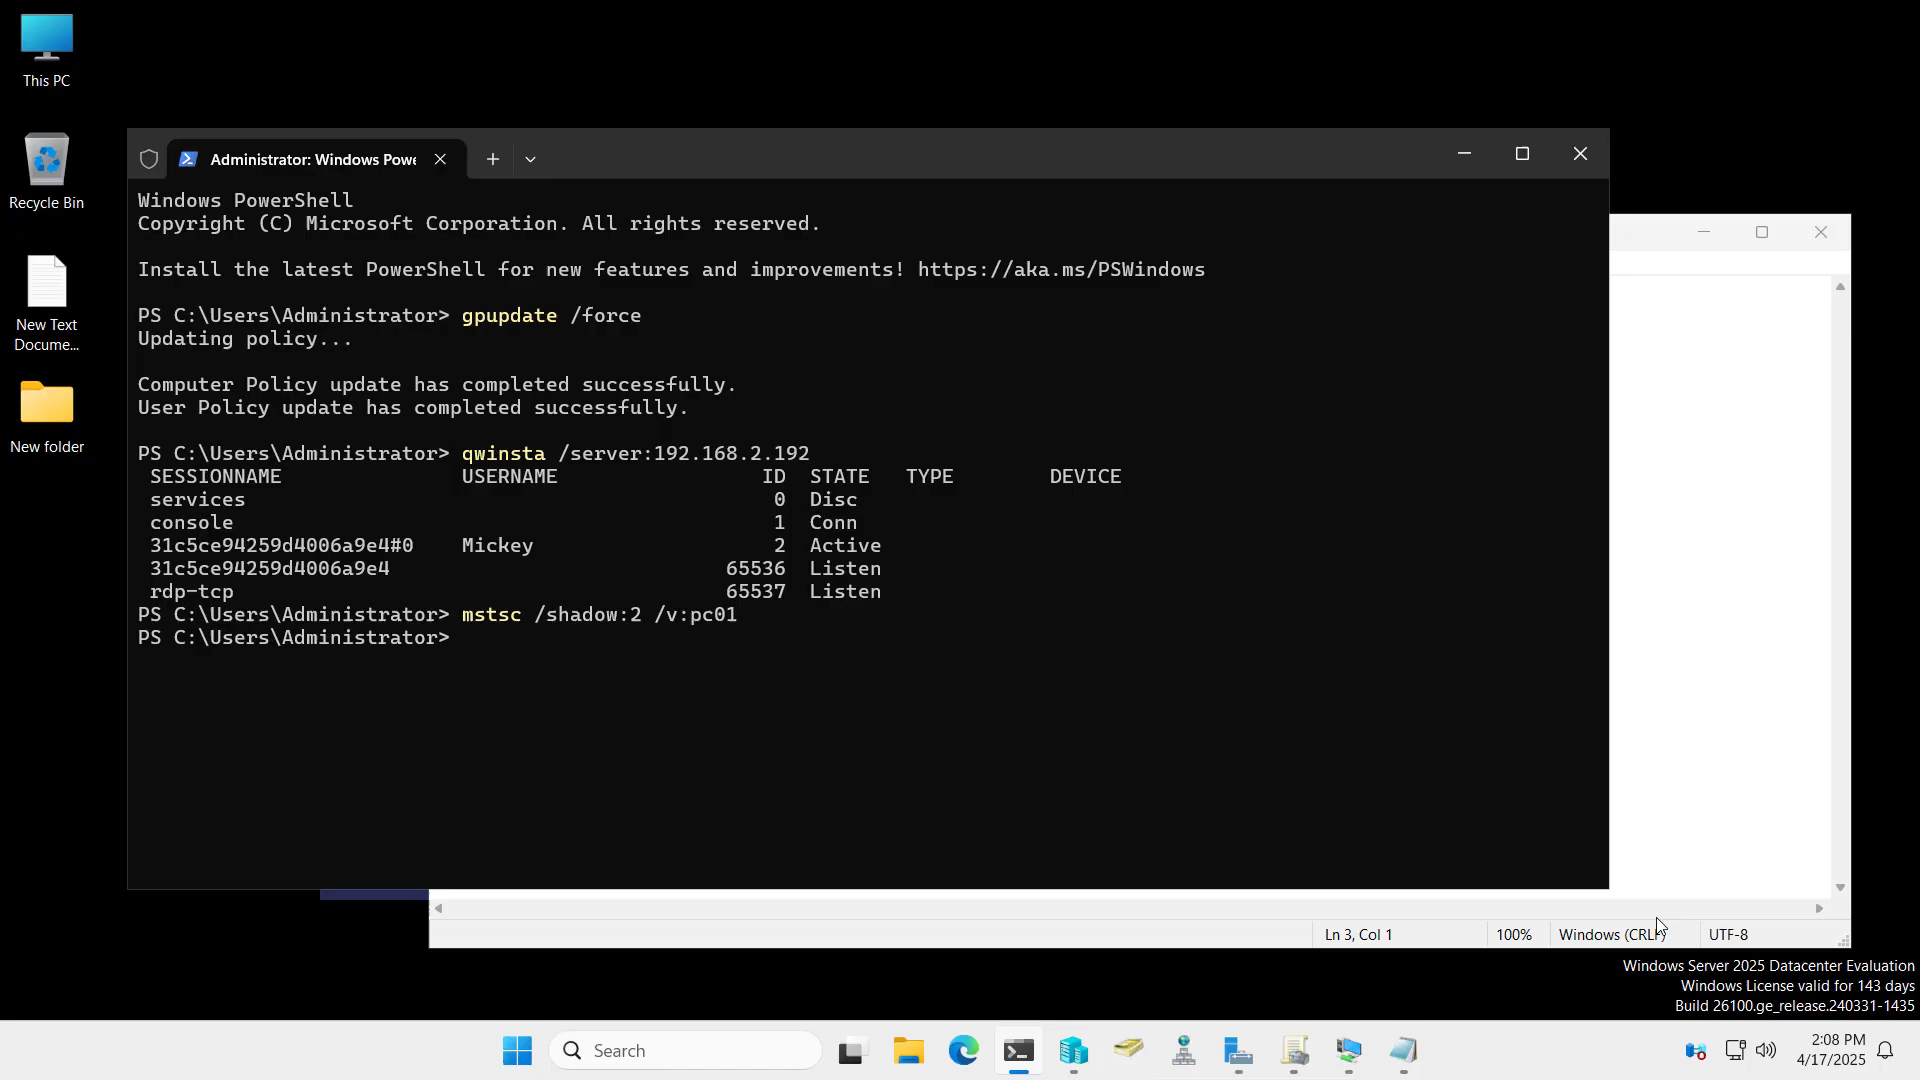 This PC
Recycle Bin
New Text
Docume...
New folder
Administrator: Windows Powe
Windows PowerShell
Copyright (C) Microsoft Corporation. All rights reserved.
Install the latest PowerShell for new features and improvements! https://aka.ms/PSWindows
PS C:\Users\Administrator> gpupdate /force
Updating policy...
Computer Policy update has completed successfully.
User Policy update has completed successfully.
PS C:\Users\Administrator> qwinsta /server:192.168.2.192
SESSIONNAME USERNAME ID STATE TYPE DEVICE
services 0 Disc
console 1 Conn
31c5ce94259d4006a9e4#0 Mickey 2 Active
31c5ce94259d4006a9e4 65536 Listen
rdp-tcp 65537 Listen
PS C:\Users\Administrator> mstsc /shadow:2 /v:pc01
PS C:\Users\Administrator>
Ln 3, Col 1 100% Windows (CRLF) UTF-8
Windows Server 2025 Datacenter Evaluation
Windows License valid for 143 days
Build 26100.ge_release.240331-1435
Search
2:08 PM
4/17/2025